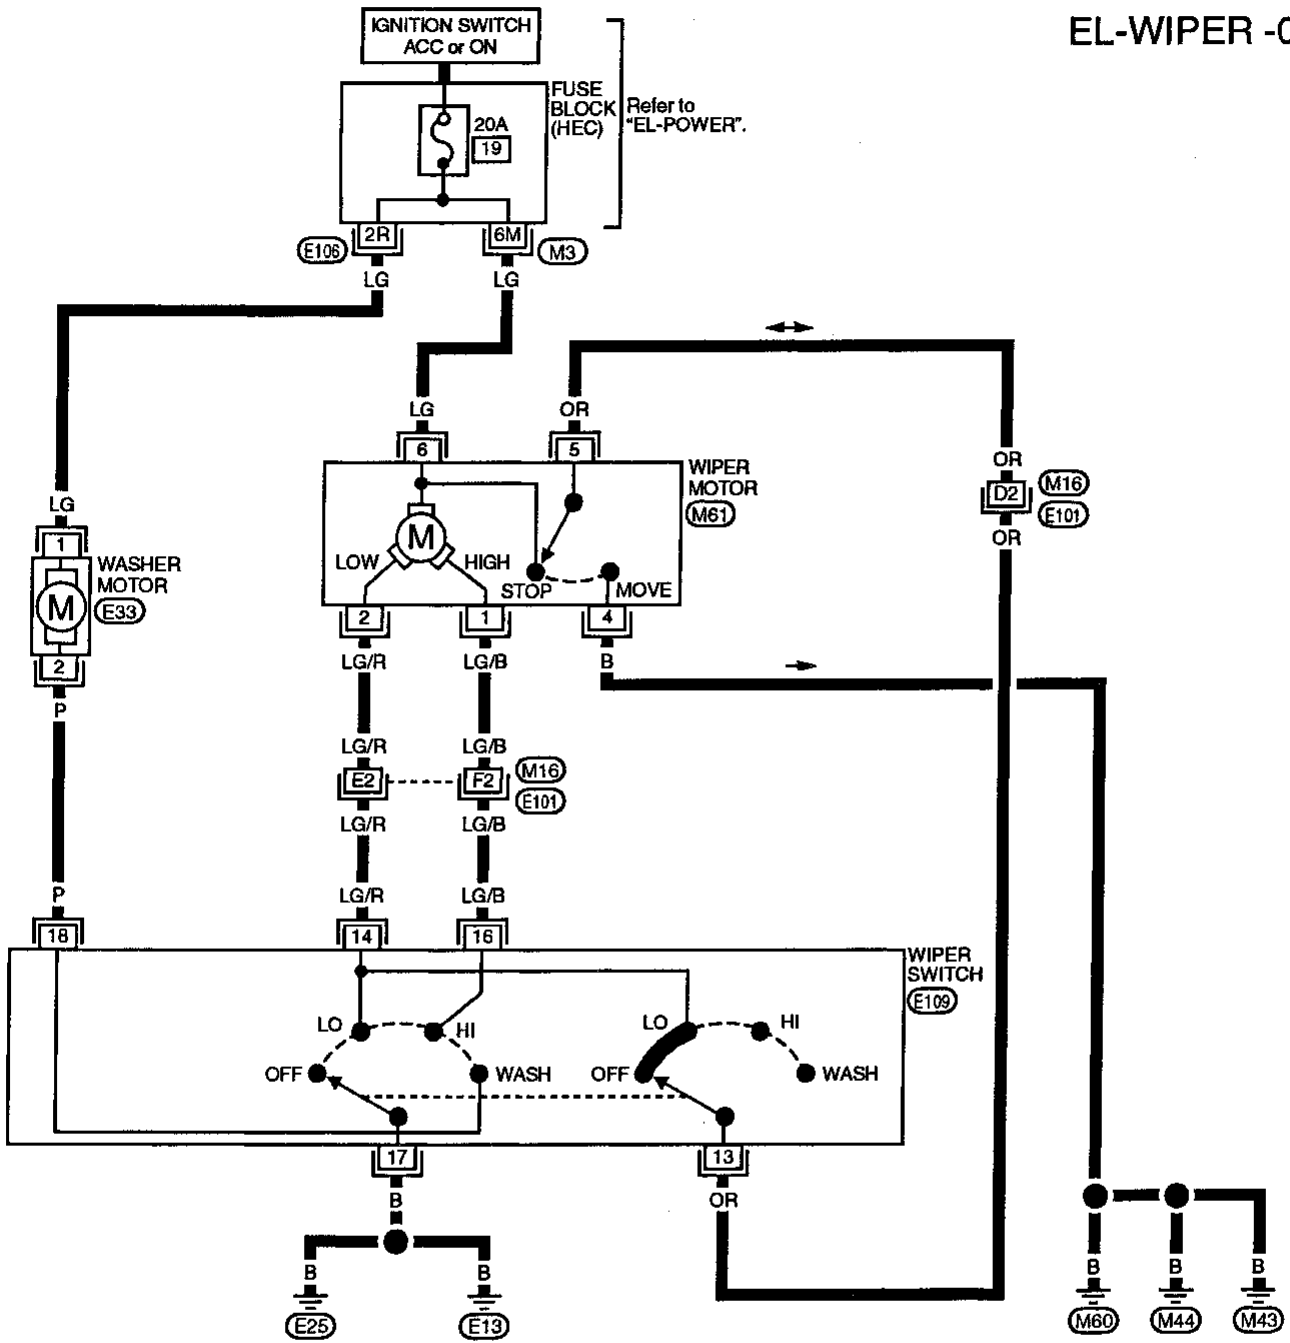 EL-WIPER -0
IGNITION SWITCH
ACC or ON
FUSE
BLOCK
(HEC)
Refer to
"EL-POWER".
20A
19
2R
6M
E106
M3
LG
LG
LG
OR
6
5
WIPER
MOTOR
M61
OR
D2
M16
E101
OR
LG
1
WASHER
MOTOR
E33
M
2
P
M
LOW
HIGH
STOP
MOVE
2
1
4
LG/R
LG/B
B
LG/R
LG/B
E2
F2
M16
E101
LG/R
LG/B
P
LG/R
LG/B
18
14
16
WIPER
SWITCH
E109
LO
HI
OFF
WASH
LO
HI
OFF
WASH
17
13
B
OR
B
B
E25
E13
B
B
B
M60
M44
M43